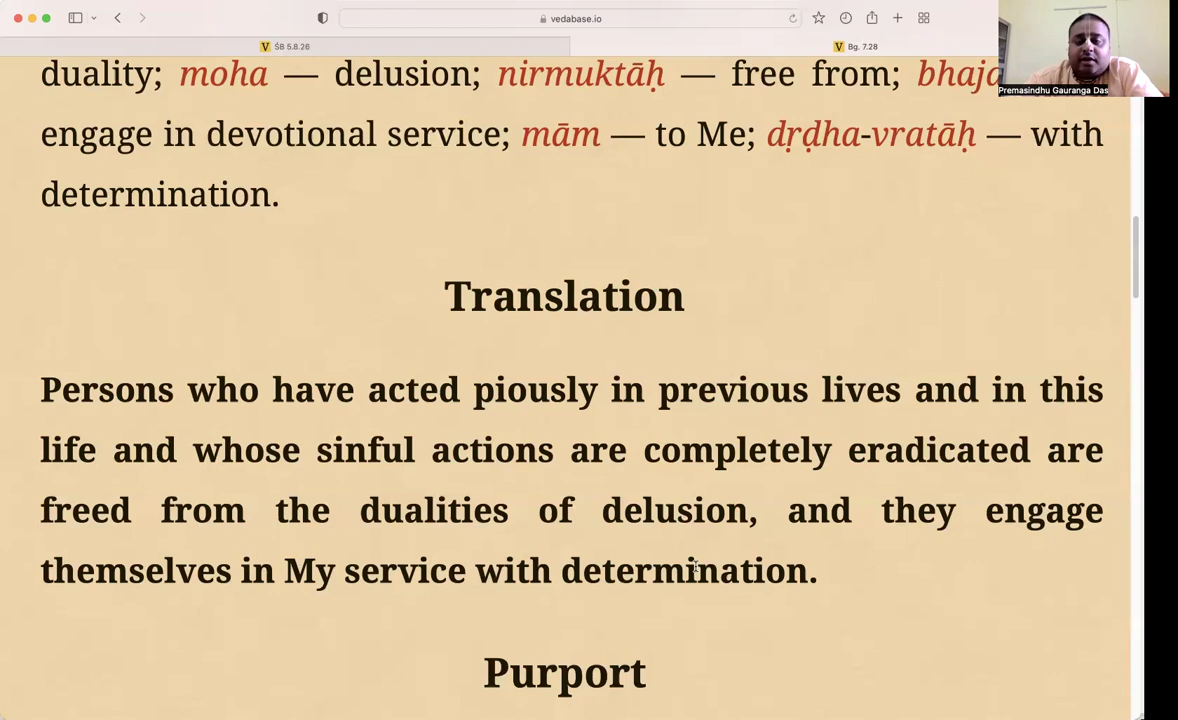 vedabase.io
V ŚB 5.8.26
V Bg. 7.28
Premasindhu Gauranga Das
duality; moha — delusion; nirmuktāḥ — free from;
engage in devotional service; mām — to Me; dṛḍha-vratāḥ — with
determination.
Translation
Persons who have acted piously in previous lives and in this
life and whose sinful actions are completely eradicated are
freed from the dualities of delusion, and they engage
themselves in My service with determination.
Purport